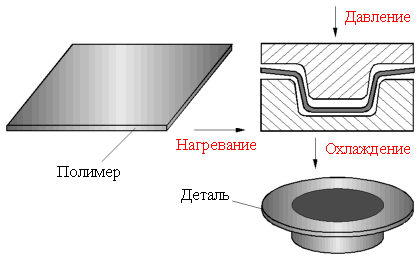 Давление
Нагревание
Охлаждение
Полимер
Деталь